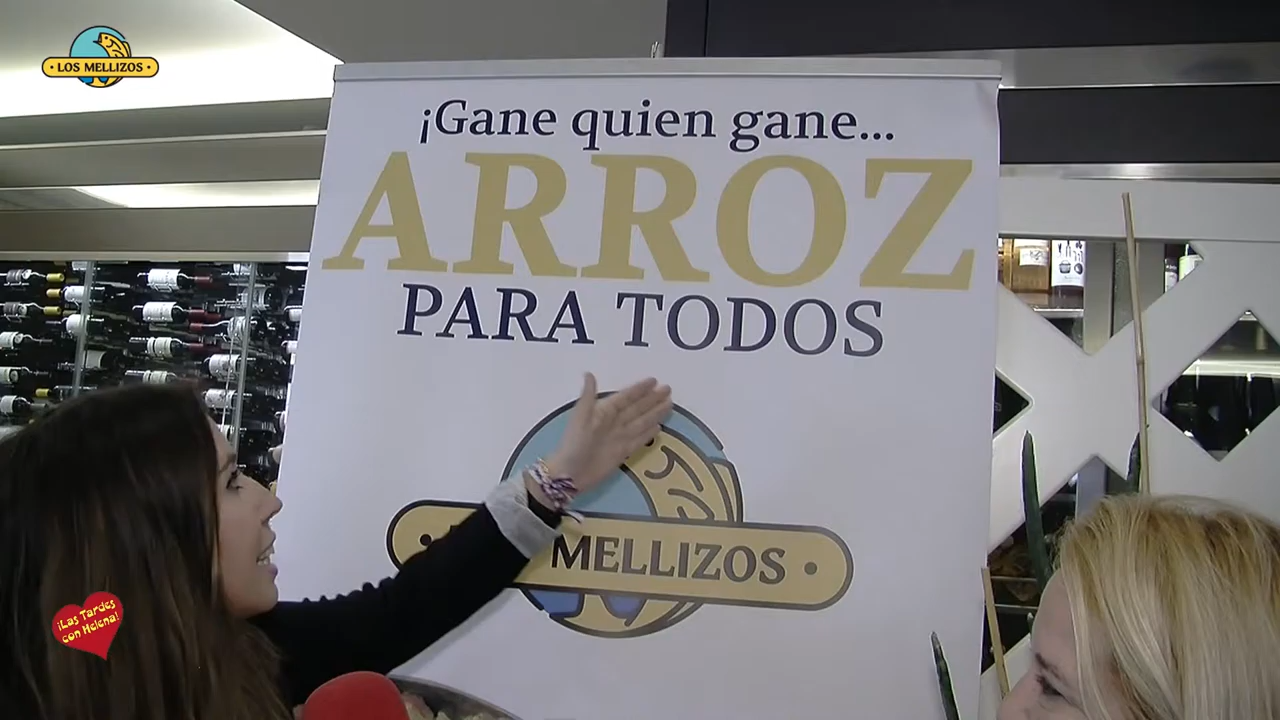 LOS MELLIZOS
¡Gane quien gane...
ARROZ
PARA TODOS
MELLIZOS
¡Las Tardes
con Helena!